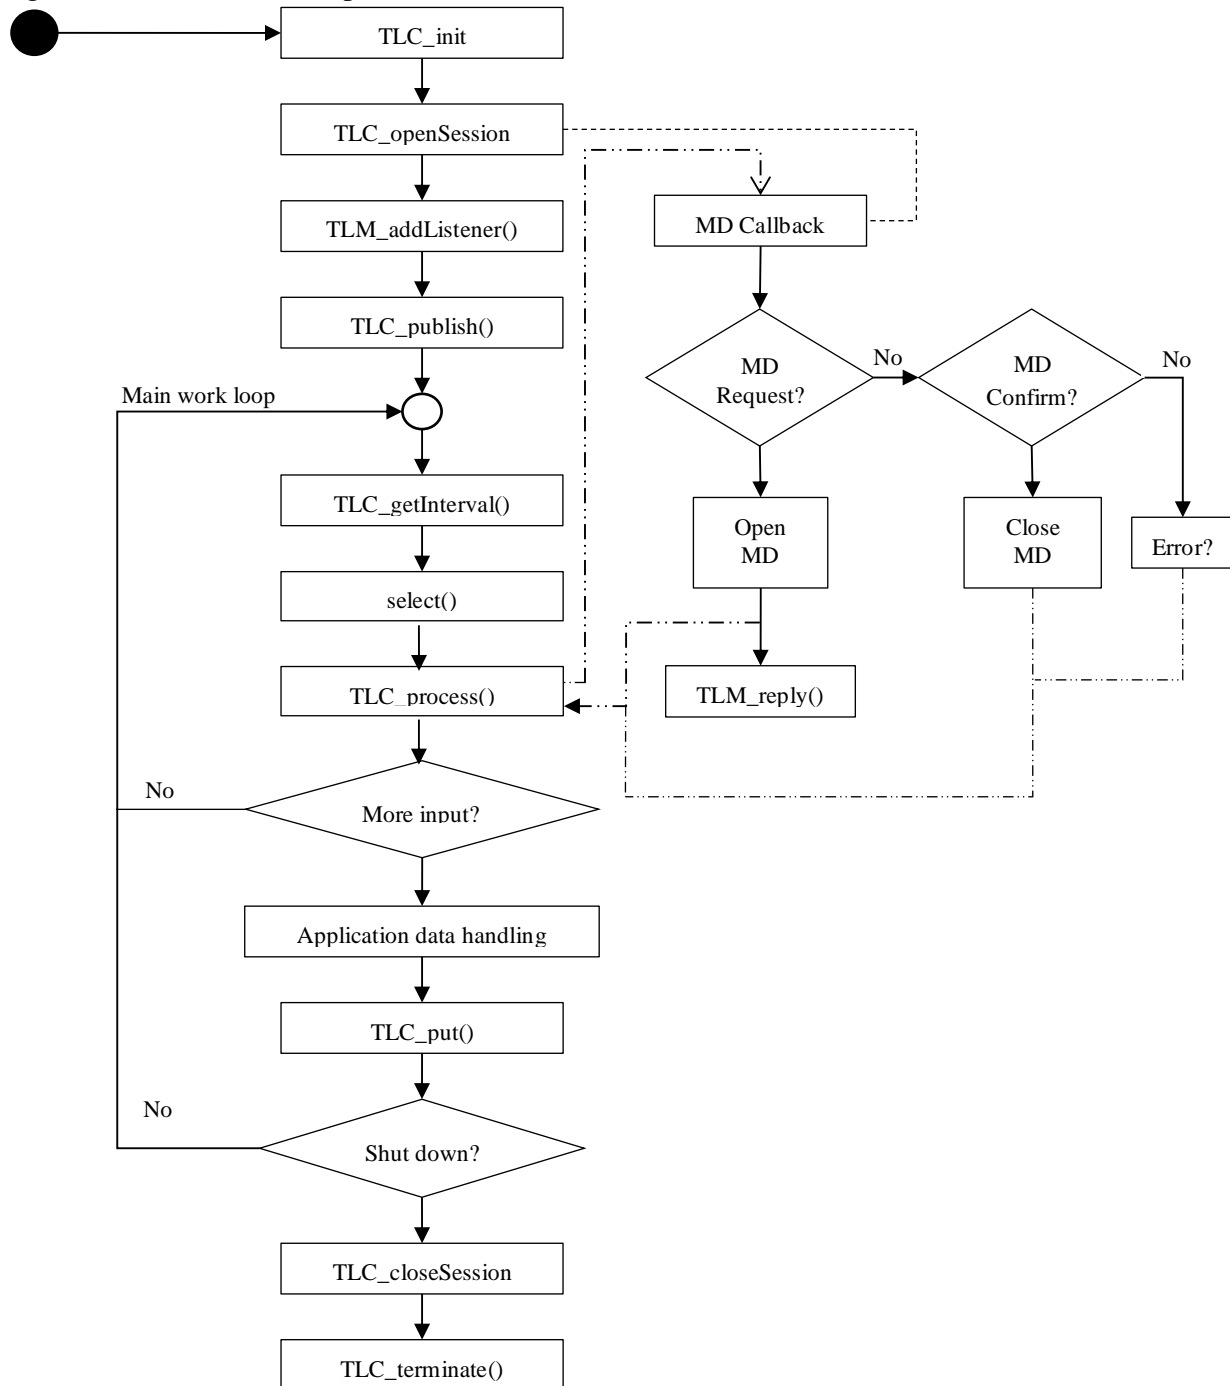 TLC_init
TLC_openSession
TLM_addListener()
MD Callback
TLC_publish()
MD
Request?
No
MD
Confirm?
No
Main work loop
TLC_getInterval()
Open
MD
Close
MD
Error?
select()
TLC_process()
TLM_reply()
No
More input?
Application data handling
TLC_put()
No
Shut down?
TLC_closeSession
TLC_terminate()